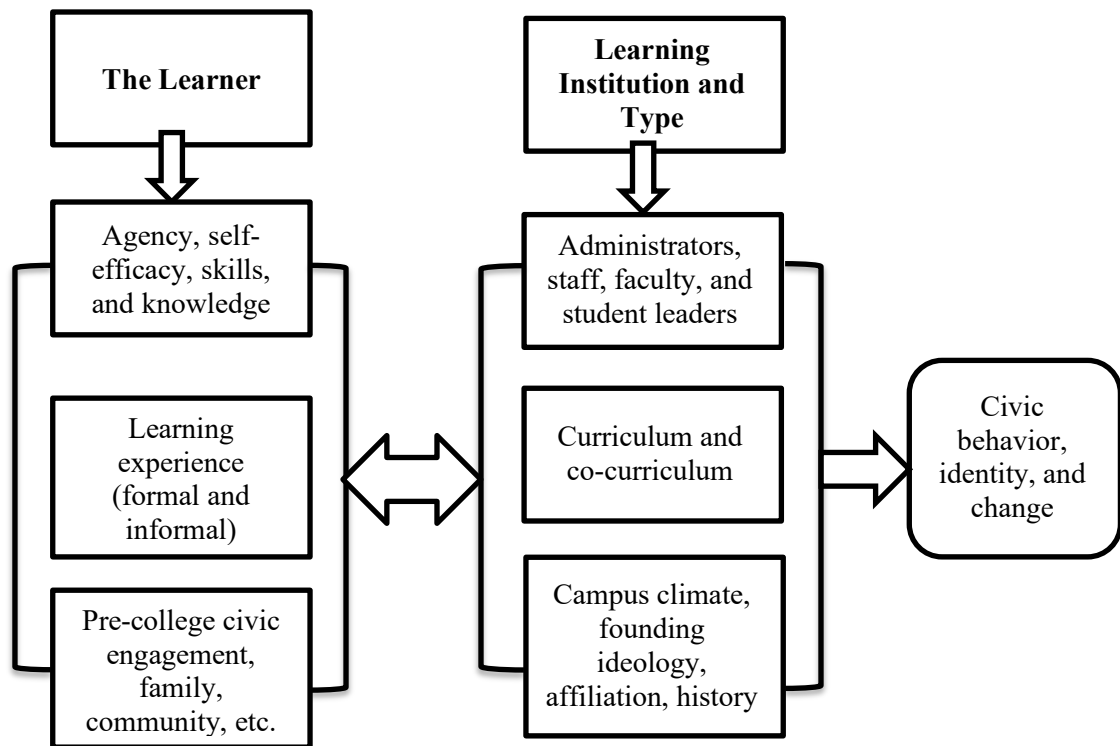 The Learner
Learning
Institution and
Type
Agency, self-
efficacy, skills,
and knowledge
Administrators,
staff, faculty, and
student leaders
Learning
experience
(formal and
informal)
Curriculum and
co-curriculum
Civic
behavior,
identity, and
change
Pre-college civic
engagement,
family,
community, etc.
Campus climate,
founding
ideology,
affiliation, history